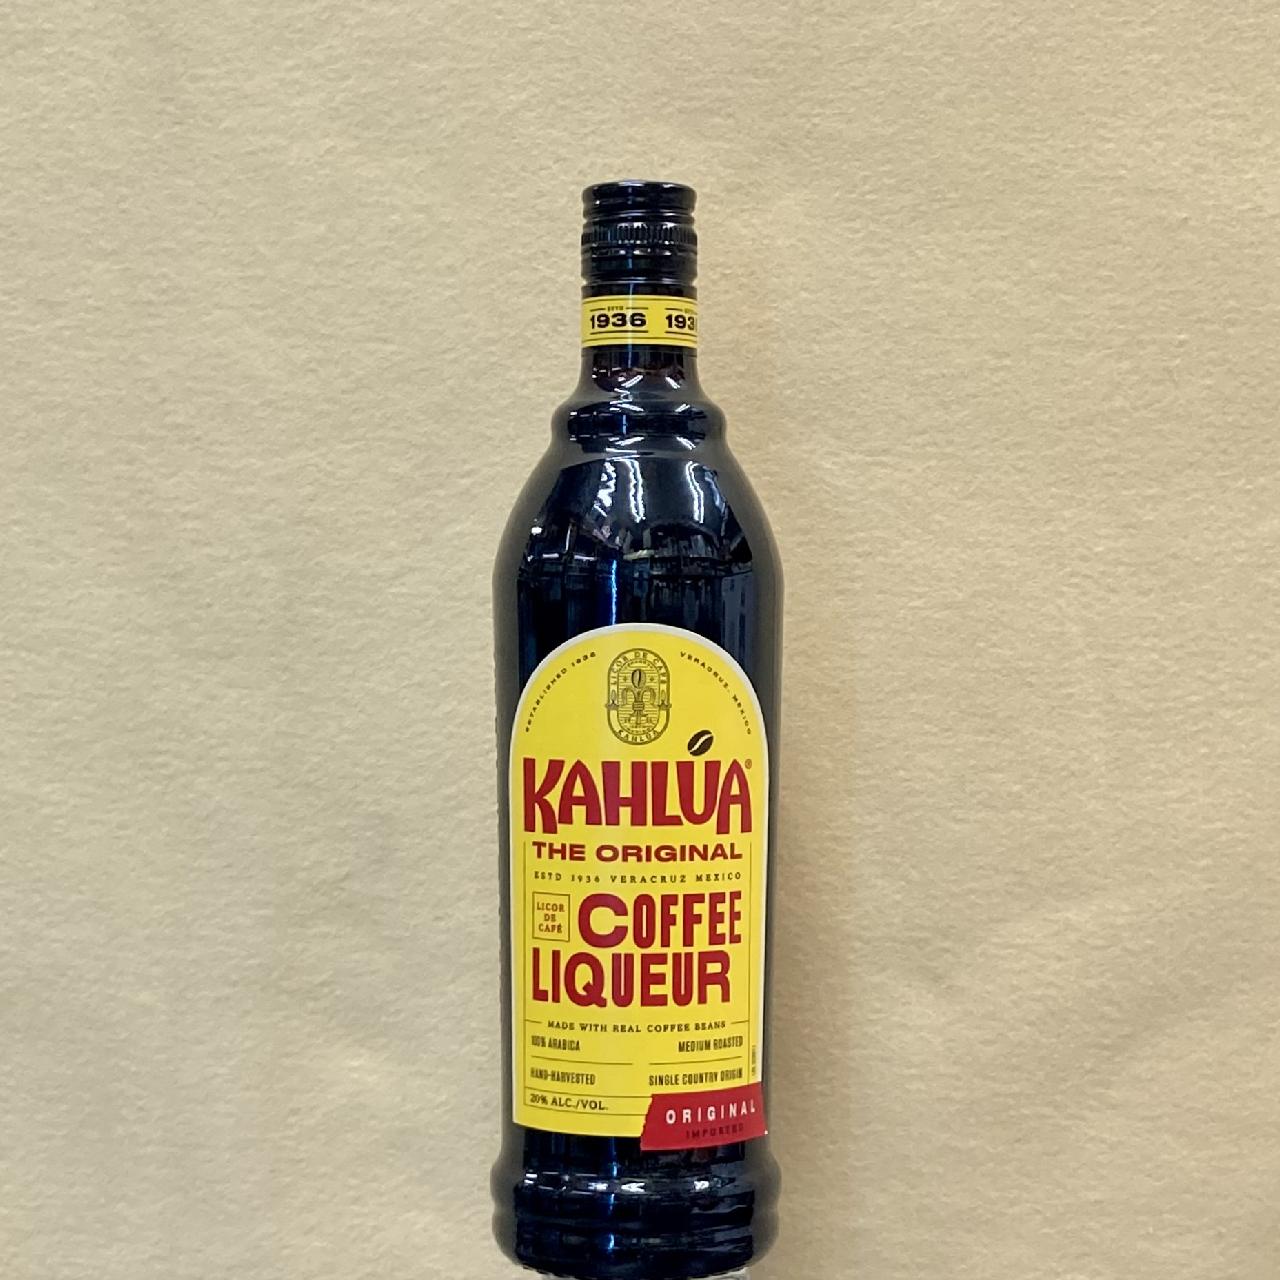 ESTD
1936 193
ESTABLISHED 1936
VERACRUZ, MEXICO
LICOR DE CAFÉ
KAHLÚA
KAHLÚA®
THE ORIGINAL
ESTD 1936 VERACRUZ MEXICO
LICOR
DE
CAFÉ
COFFEE
LIQUEUR
MADE WITH REAL COFFEE BEANS
100% ARABICA MEDIUM ROASTED
HAND-HARVESTED SINGLE COUNTRY ORIGIN
20% ALC./VOL.
ORIGINAL
IMPORTED